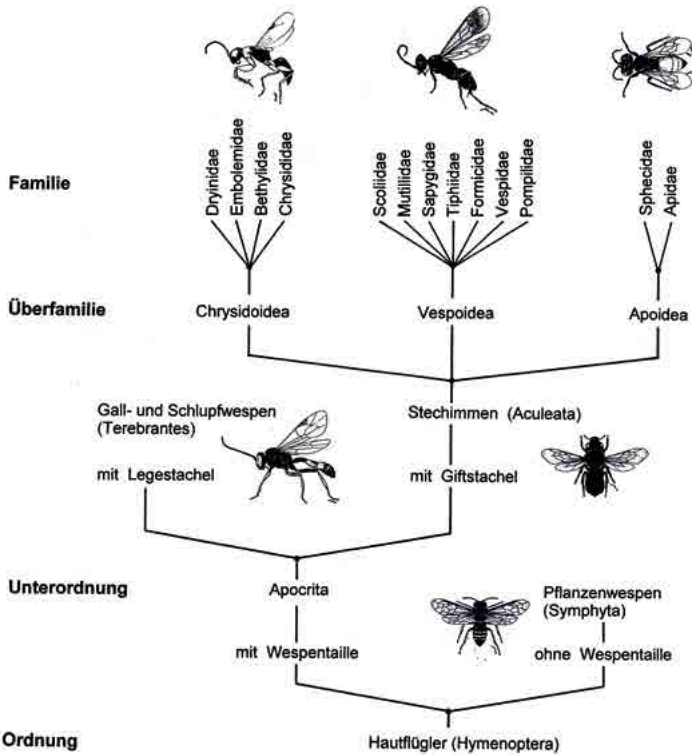 Familie
Dryinidae
Embolemidae
Bethylidae
Chrysididae
Scoliidae
Mutillidae
Sapygidae
Tiphiidae
Formicidae
Vespidae
Pompilidae
Sphecidae
Apidae
Überfamilie
Chrysidoidea
Vespoidea
Apoidea
Gall- und Schlupfwespen
(Terebrantes)
mit Legestachel
Stechimmen (Aculeata)
mit Giftstachel
Unterordnung
Apocrita
mit Wespentaille
Pflanzenwespen
(Symphyta)
ohne Wespentaille
Ordnung
Hautflügler (Hymenoptera)